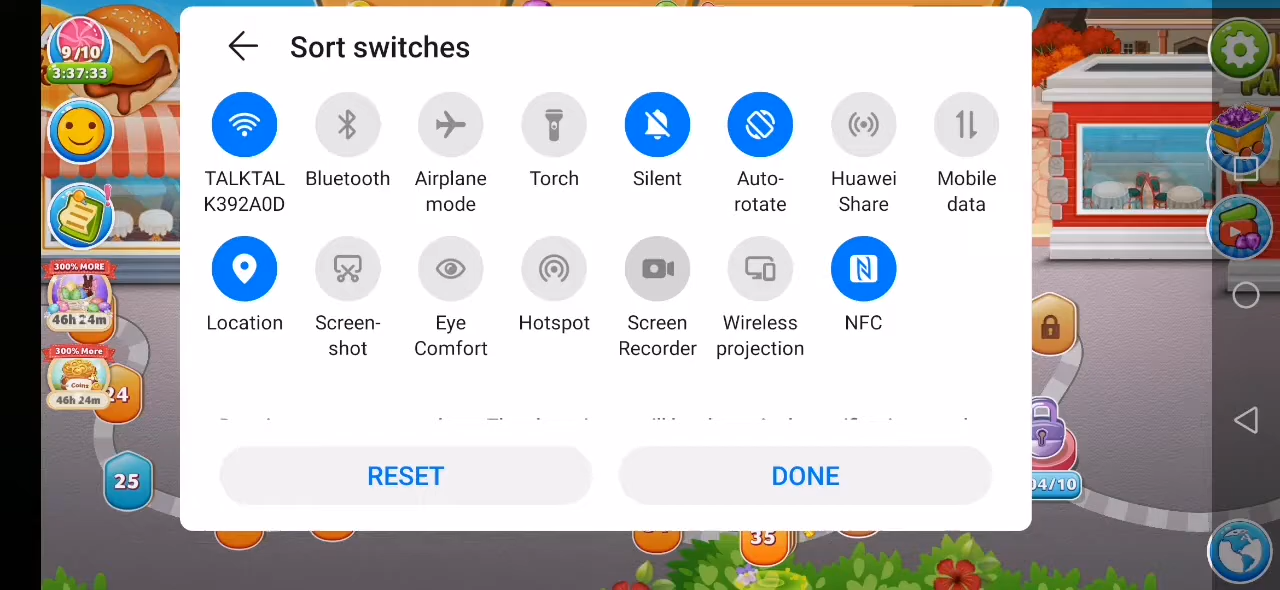 Sort switches
TALKTAL
K392A0D
Bluetooth
Airplane
mode
Torch
Silent
Auto-
rotate
Huawei
Share
Mobile
data
Location
Screen-
shot
Eye
Comfort
Hotspot
Screen
Recorder
Wireless
projection
NFC
RESET
DONE
9/10
3:37:33
300% MORE
46h 24m
300% More
Coins
46h 24m
24
25
35
04/10